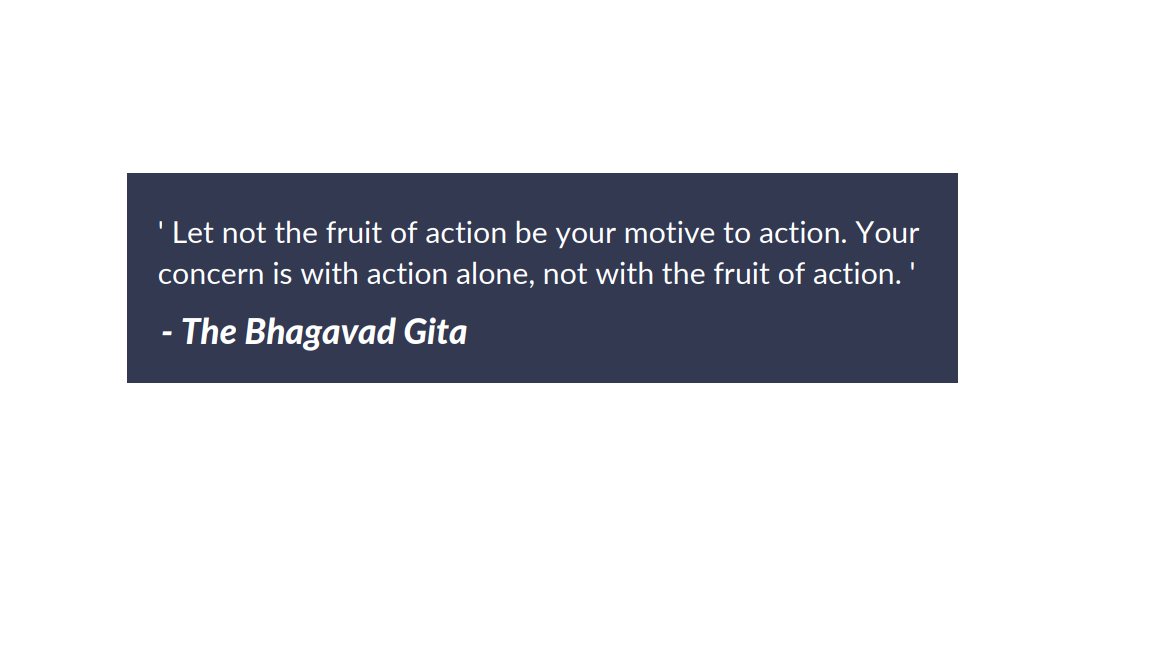 ' Let not the fruit of action be your motive to action. Your
concern is with action alone, not with the fruit of action. '
- The Bhagavad Gita